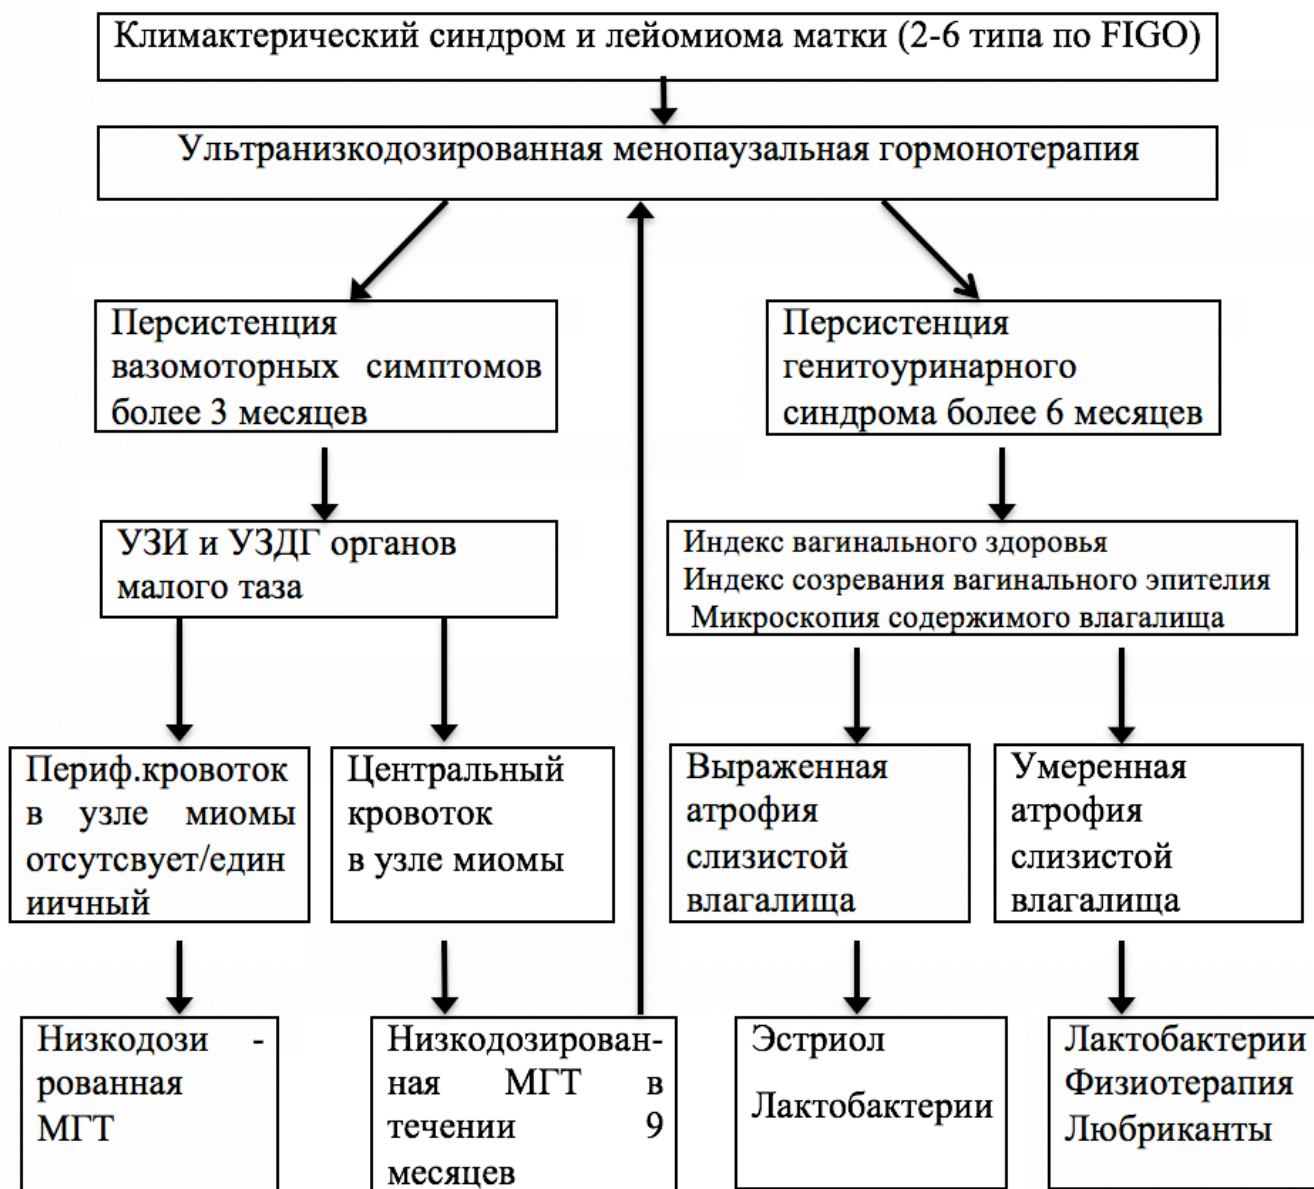 Климактерический синдром и лейомиома матки (2-6 типа по FIGO)
Ультранизкодозированная менопаузальная гормонотерапия
Персистенция
вазомоторных симптомов
более 3 месяцев
Персистенция
генитоуринарного
синдрома более 6 месяцев
УЗИ и УЗДГ органов
малого таза
Индекс вагинального здоровья
Индекс созревания вагинального эпителия
Микроскопия содержимого влагалища
Периф.кровоток
в узле миомы
отсутсвует/един
иичный
Центральный
кровоток
в узле миомы
Выраженная
атрофия
слизистой
влагалища
Умеренная
атрофия
слизистой
влагалища
Низкодози -
рованная
МГТ
Низкодозирован-
ная МГТ в
течении 9
месяцев
Эстриол
Лактобактерии
Лактобактерии
Физиотерапия
Любриканты